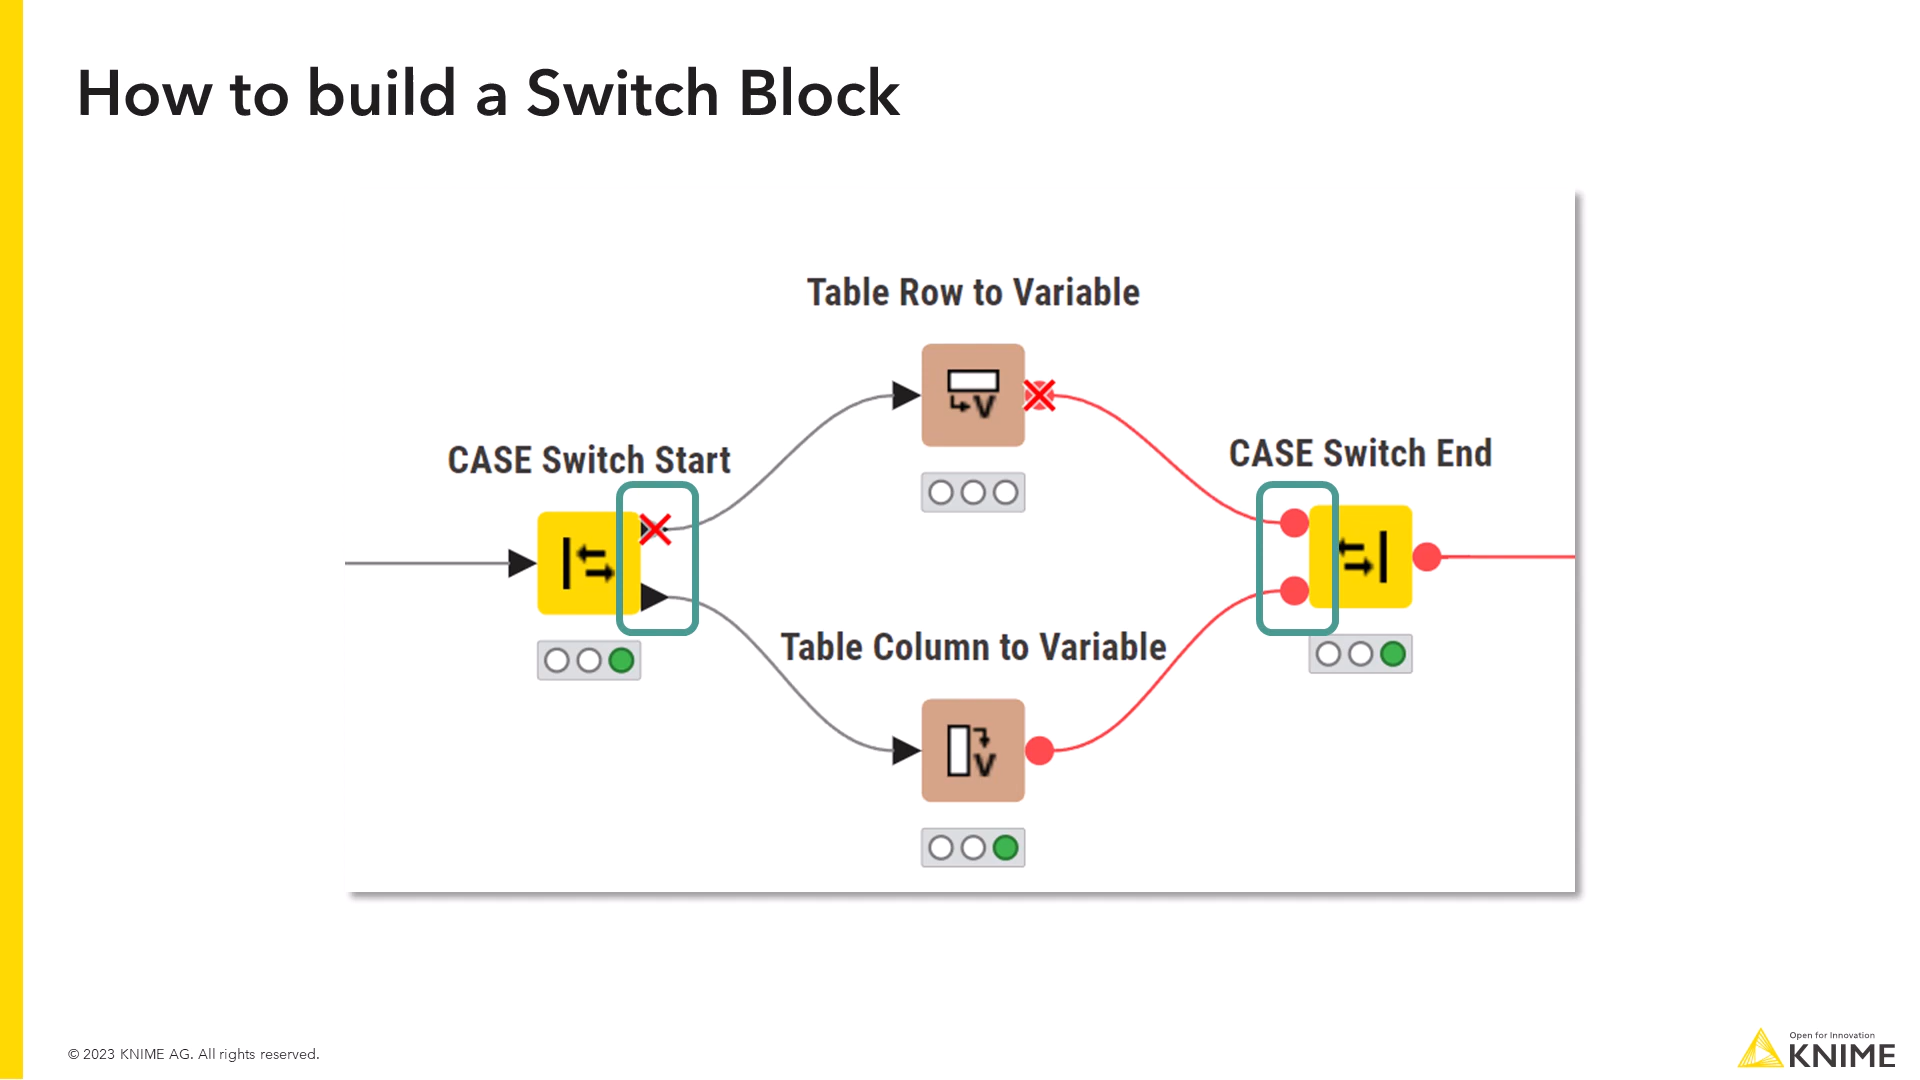 How to build a Switch Block
Table Row to Variable
V
CASE Switch Start
CASE Switch End
Table Column to Variable
V
© 2023 KNIME AG. All rights reserved.
Open for Innovation
KNIME